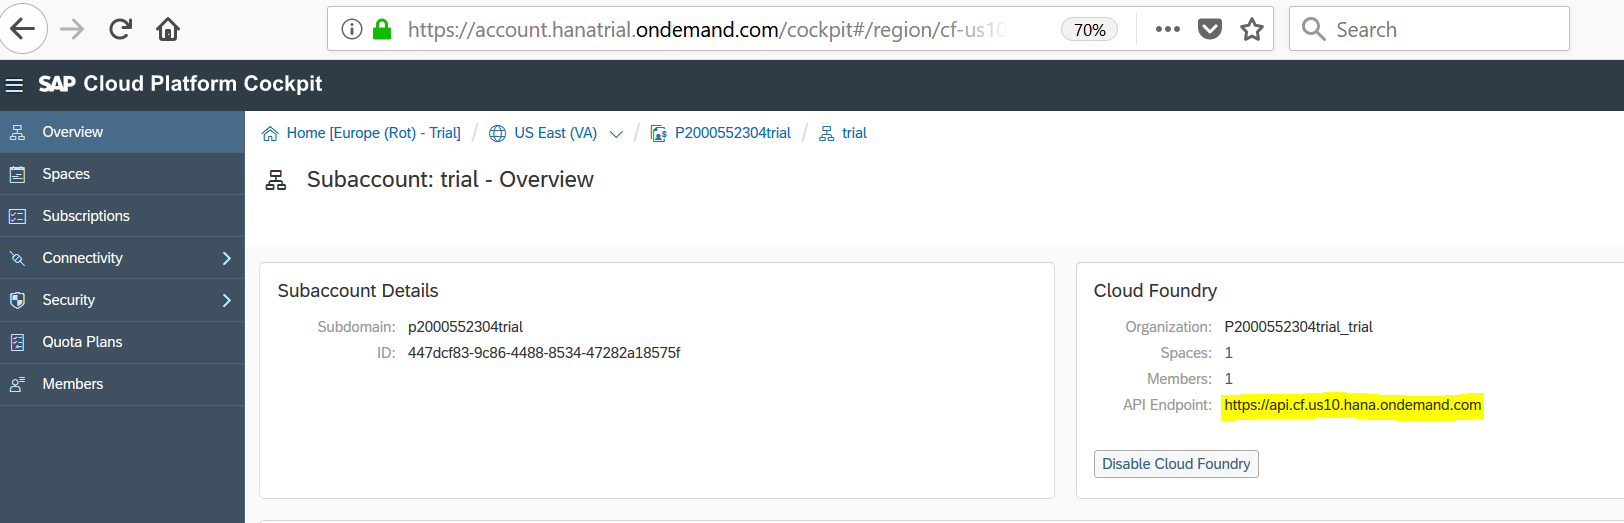 https://account.hanatrial.ondemand.com/cockpit#/region/cf-us10
70%
Search
SAP Cloud Platform Cockpit
Overview
Spaces
Subscriptions
Connectivity
Security
Quota Plans
Members
Home [Europe (Rot) - Trial] / US East (VA) / P2000552304trial / trial
Subaccount: trial - Overview
Subaccount Details
Subdomain: p2000552304trial
ID: 447dcf83-9c86-4488-8534-47282a18575f
Cloud Foundry
Organization: P2000552304trial_trial
Spaces: 1
Members: 1
API Endpoint: https://api.cf.us10.hana.ondemand.com
Disable Cloud Foundry